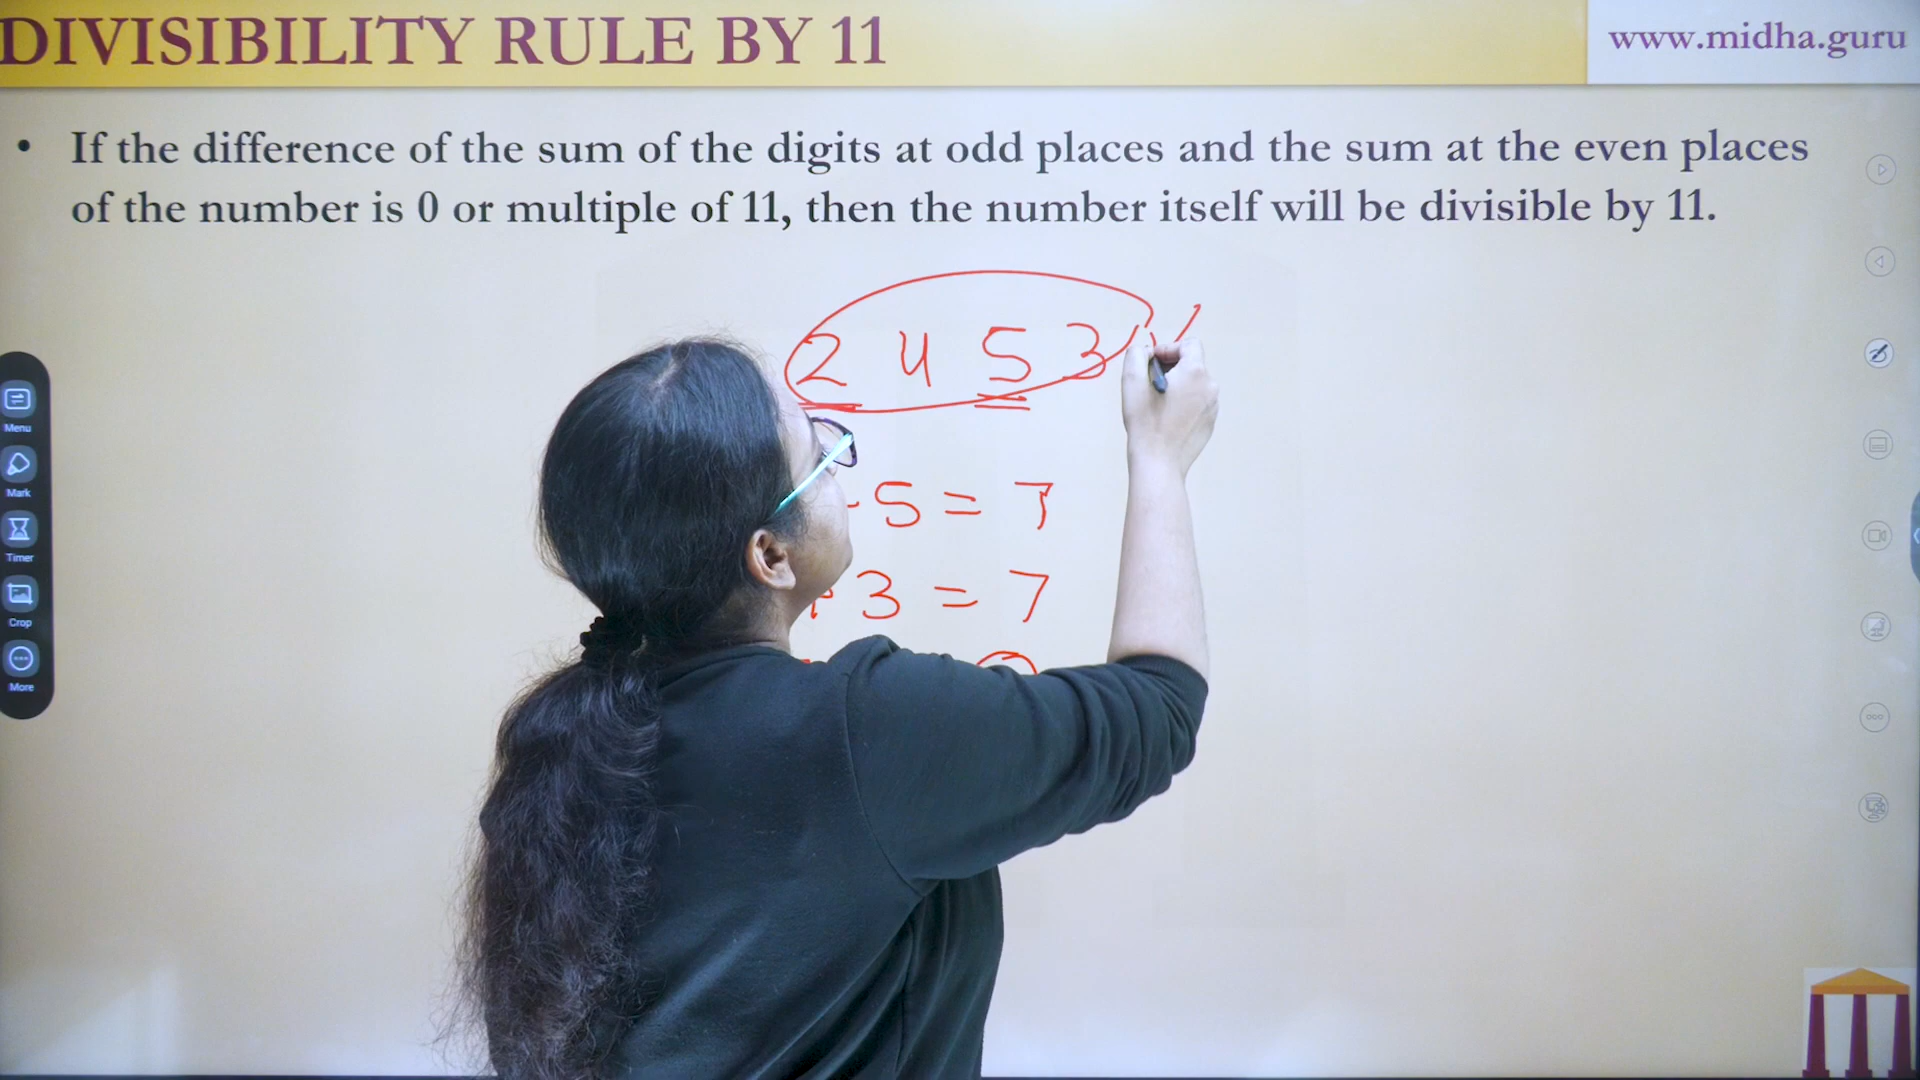 DIVISIBILITY RULE BY 11
www.midha.guru
• If the difference of the sum of the digits at odd places and the sum at the even places
of the number is 0 or multiple of 11, then the number itself will be divisible by 11.
2 4 5 3
5 = 7
3 = 7
Menu
Mark
Timer
Crop
More